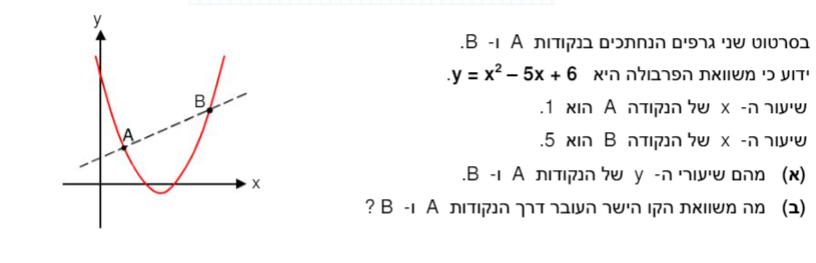 בסרטוט שני גרפים הנחתכים בנקודות A ו- B.
ידוע כי משוואת הפרבולה היא y = x² – 5x + 6.
שיעור ה- x של הנקודה A הוא 1.
שיעור ה- x של הנקודה B הוא 5.
(א) מהם שיעורי ה- y של הנקודות A ו- B.
(ב) מה משוואת הקו הישר העובר דרך הנקודות A ו- B ?
y
B
A
x